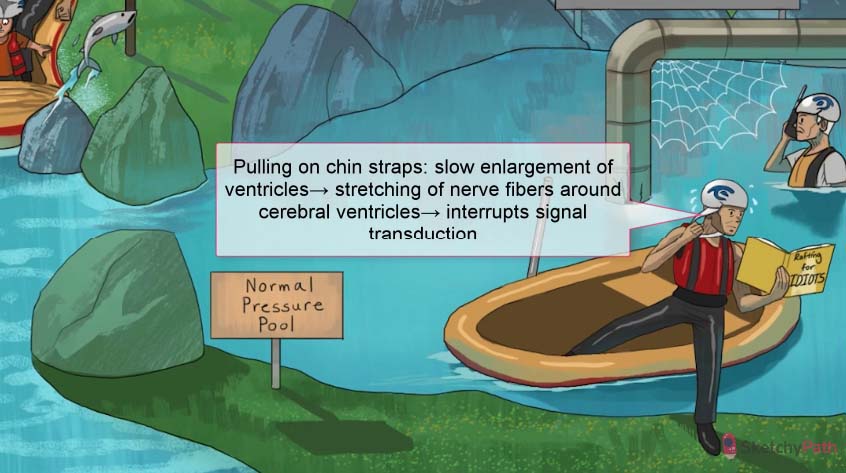 Pulling on chin straps: slow enlargement of
ventricles→ stretching of nerve fibers around
cerebral ventricles→ interrupts signal
transduction
Rafting
for
IDIOTS
Normal
Pressure
Pool
SketchyPath